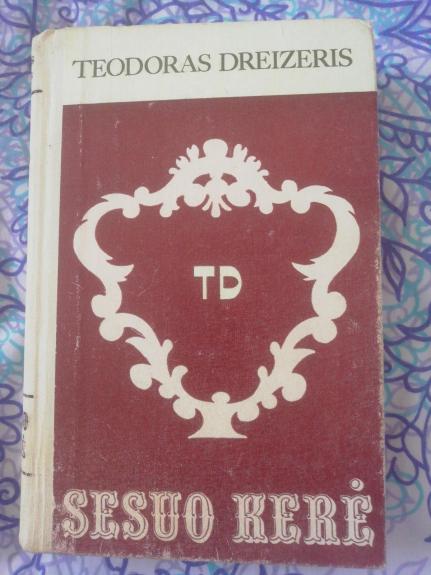 TEODORAS DREIZERIS
TD
SESUO KERĖ